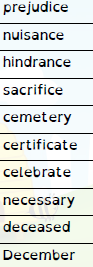 prejudice
nuisance
hindrance
sacrifice
cemetery
certificate
celebrate
necessary
deceased
December